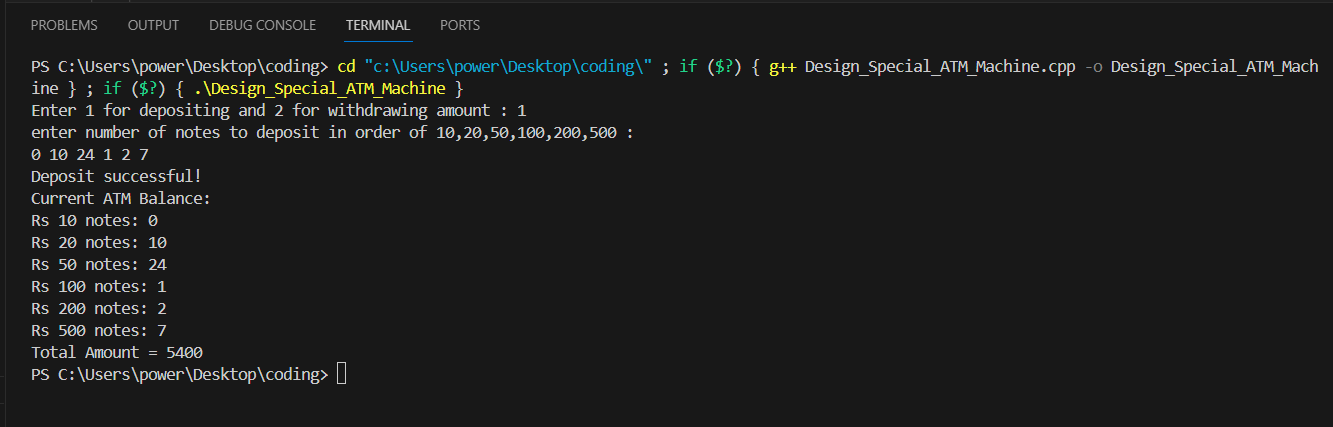 PROBLEMS OUTPUT DEBUG CONSOLE TERMINAL PORTS
PS C:\Users\power\Desktop\coding> cd "c:\Users\power\Desktop\coding\" ; if ($?) { g++ Design_Special_ATM_Machine.cpp -o Design_Special_ATM_Mach
ine } ; if ($?) { .\Design_Special_ATM_Machine }
Enter 1 for depositing and 2 for withdrawing amount : 1
enter number of notes to deposit in order of 10,20,50,100,200,500 :
0 10 24 1 2 7
Deposit successful!
Current ATM Balance:
Rs 10 notes: 0
Rs 20 notes: 10
Rs 50 notes: 24
Rs 100 notes: 1
Rs 200 notes: 2
Rs 500 notes: 7
Total Amount = 5400
PS C:\Users\power\Desktop\coding>